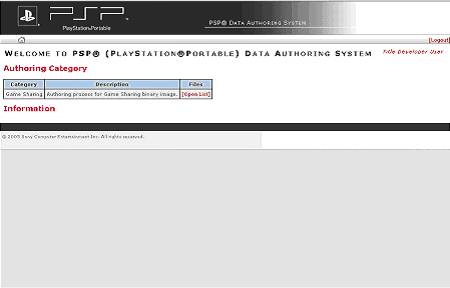 PSP
PlayStation®Portable
PSP® DATA AUTHORING SYSTEM
[Logout]
WELCOME TO PSP® (PLAYSTATION®PORTABLE) DATA AUTHORING SYSTEM
Title Developer User
Authoring Category
Category Description Files
Game Sharing Authoring process for Game Sharing binary image. [Open List]
Information
© 2005 Sony Computer Entertainment Inc. All rights reserved.